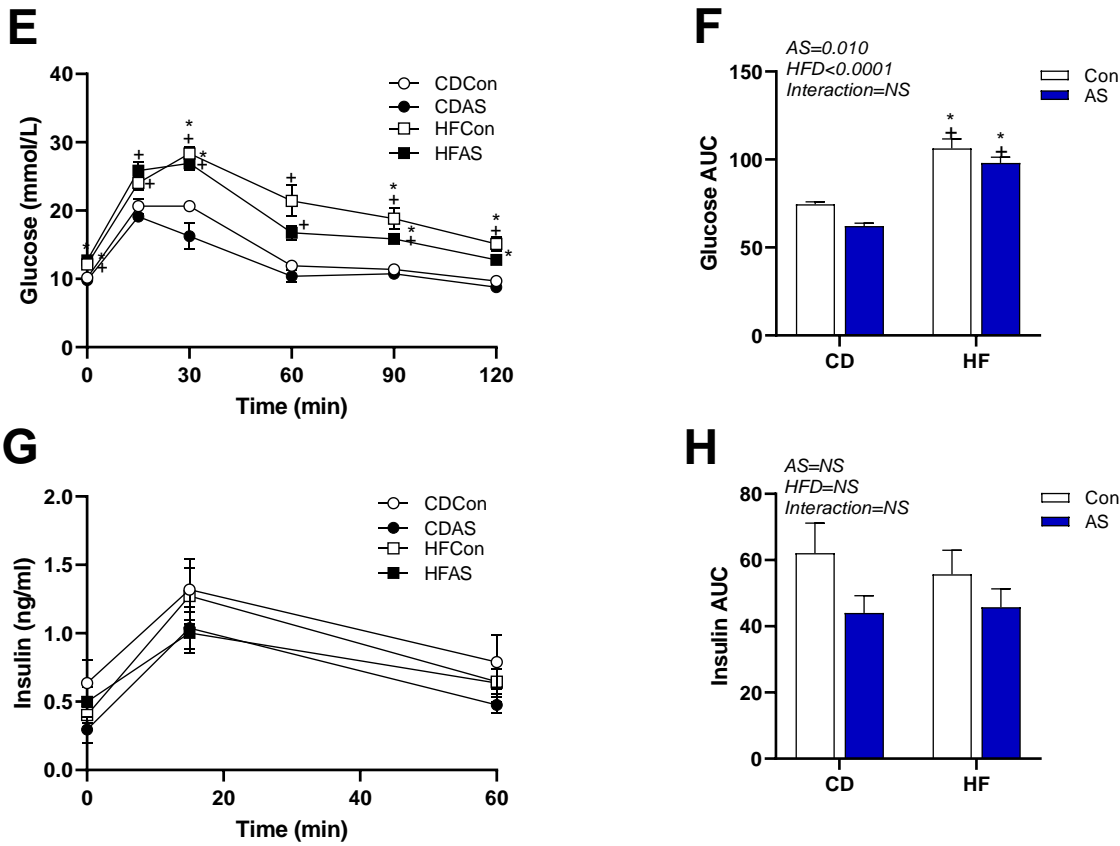 E
Glucose (mmol/L)
40
30
20
10
0
0 30 60 90 120
Time (min)
CDCon
CDAS
HFCon
HFAS
*
*
+
*
+
+
*
+
*
+
+
+
*
+
*
+
*
+
*
F
AS=0.010
HFD<0.0001
Interaction=NS
Glucose AUC
150
100
50
0
CD HF
Con
AS
*
+
*
+
G
Insulin (ng/ml)
2.0
1.5
1.0
0.5
0.0
0 20 40 60
Time (min)
CDCon
CDAS
HFCon
HFAS
H
AS=NS
HFD=NS
Interaction=NS
Insulin AUC
80
60
40
20
0
CD HF
Con
AS